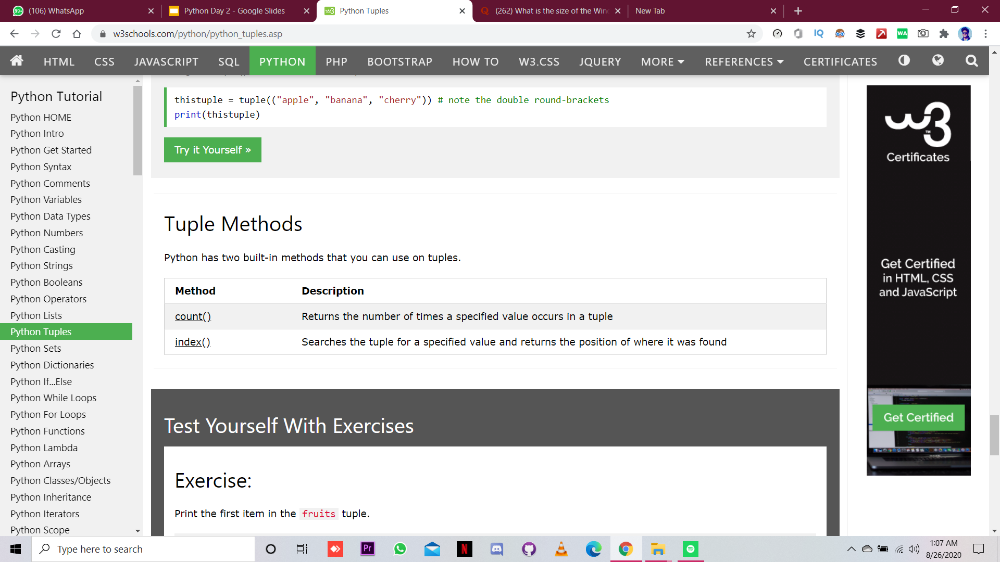 (106) WhatsApp
Python Day 2 - Google Slides
Python Tuples
(262) What is the size of the Win
New Tab
w3schools.com/python/python_tuples.asp
HTML CSS JAVASCRIPT SQL PYTHON PHP BOOTSTRAP HOW TO W3.CSS JQUERY MORE REFERENCES CERTIFICATES
Python Tutorial
Python HOME
Python Intro
Python Get Started
Python Syntax
Python Comments
Python Variables
Python Data Types
Python Numbers
Python Casting
Python Strings
Python Booleans
Python Operators
Python Lists
Python Tuples
Python Sets
Python Dictionaries
Python If...Else
Python While Loops
Python For Loops
Python Functions
Python Lambda
Python Arrays
Python Classes/Objects
Python Inheritance
Python Iterators
Python Scope
thistuple = tuple(("apple", "banana", "cherry")) # note the double round-brackets
print(thistuple)
Try it Yourself »
Tuple Methods
Python has two built-in methods that you can use on tuples.
Method Description
count() Returns the number of times a specified value occurs in a tuple
index() Searches the tuple for a specified value and returns the position of where it was found
Test Yourself With Exercises
Exercise:
Print the first item in the fruits tuple.
w3 TM
Certificates
Get Certified
in HTML, CSS
and JavaScript
Get Certified
Type here to search
1:07 AM
8/26/2020
99+
IQ
WA
Pr
N